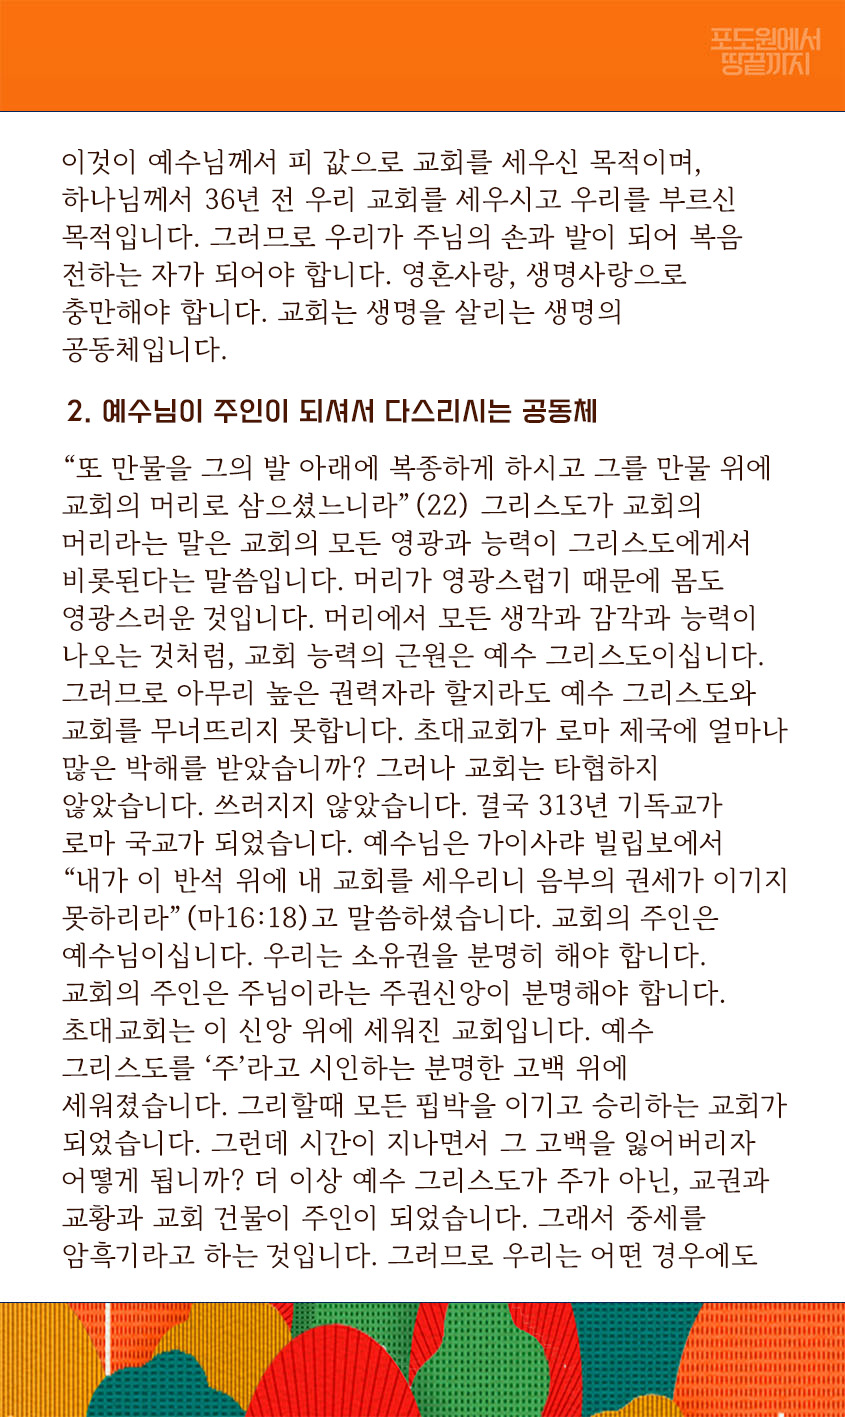 포도원에서
땅끝까지
이것이 예수님께서 피 값으로 교회를 세우신 목적이며,
하나님께서 36년 전 우리 교회를 세우시고 우리를 부르신
목적입니다. 그러므로 우리가 주님의 손과 발이 되어 복음
전하는 자가 되어야 합니다. 영혼사랑, 생명사랑으로
충만해야 합니다. 교회는 생명을 살리는 생명의
공동체입니다.
2. 예수님이 주인이 되셔서 다스리시는 공동체
“또 만물을 그의 발 아래에 복종하게 하시고 그를 만물 위에
교회의 머리로 삼으셨느니라”(22) 그리스도가 교회의
머리라는 말은 교회의 모든 영광과 능력이 그리스도에게서
비롯된다는 말씀입니다. 머리가 영광스럽기 때문에 몸도
영광스러운 것입니다. 머리에서 모든 생각과 감각과 능력이
나오는 것처럼, 교회 능력의 근원은 예수 그리스도이십니다.
그러므로 아무리 높은 권력자라 할지라도 예수 그리스도와
교회를 무너뜨리지 못합니다. 초대교회가 로마 제국에 얼마나
많은 박해를 받았습니까? 그러나 교회는 타협하지
않았습니다. 쓰러지지 않았습니다. 결국 313년 기독교가
로마 국교가 되었습니다. 예수님은 가이사랴 빌립보에서
“내가 이 반석 위에 내 교회를 세우리니 음부의 권세가 이기지
못하리라”(마16:18)고 말씀하셨습니다. 교회의 주인은
예수님이십니다. 우리는 소유권을 분명히 해야 합니다.
교회의 주인은 주님이라는 주권신앙이 분명해야 합니다.
초대교회는 이 신앙 위에 세워진 교회입니다. 예수
그리스도를 ‘주’라고 시인하는 분명한 고백 위에
세워졌습니다. 그리할때 모든 핍박을 이기고 승리하는 교회가
되었습니다. 그런데 시간이 지나면서 그 고백을 잃어버리자
어떻게 됩니까? 더 이상 예수 그리스도가 주가 아닌, 교권과
교황과 교회 건물이 주인이 되었습니다. 그래서 중세를
암흑기라고 하는 것입니다. 그러므로 우리는 어떤 경우에도